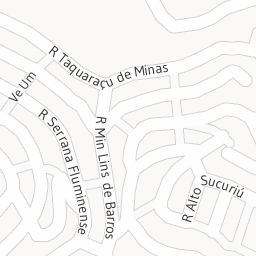 R Taquaraçu de Minas
Ve Um
R Serrana Fluminense
R Min Lins de Barros
R Alto Sucuriú